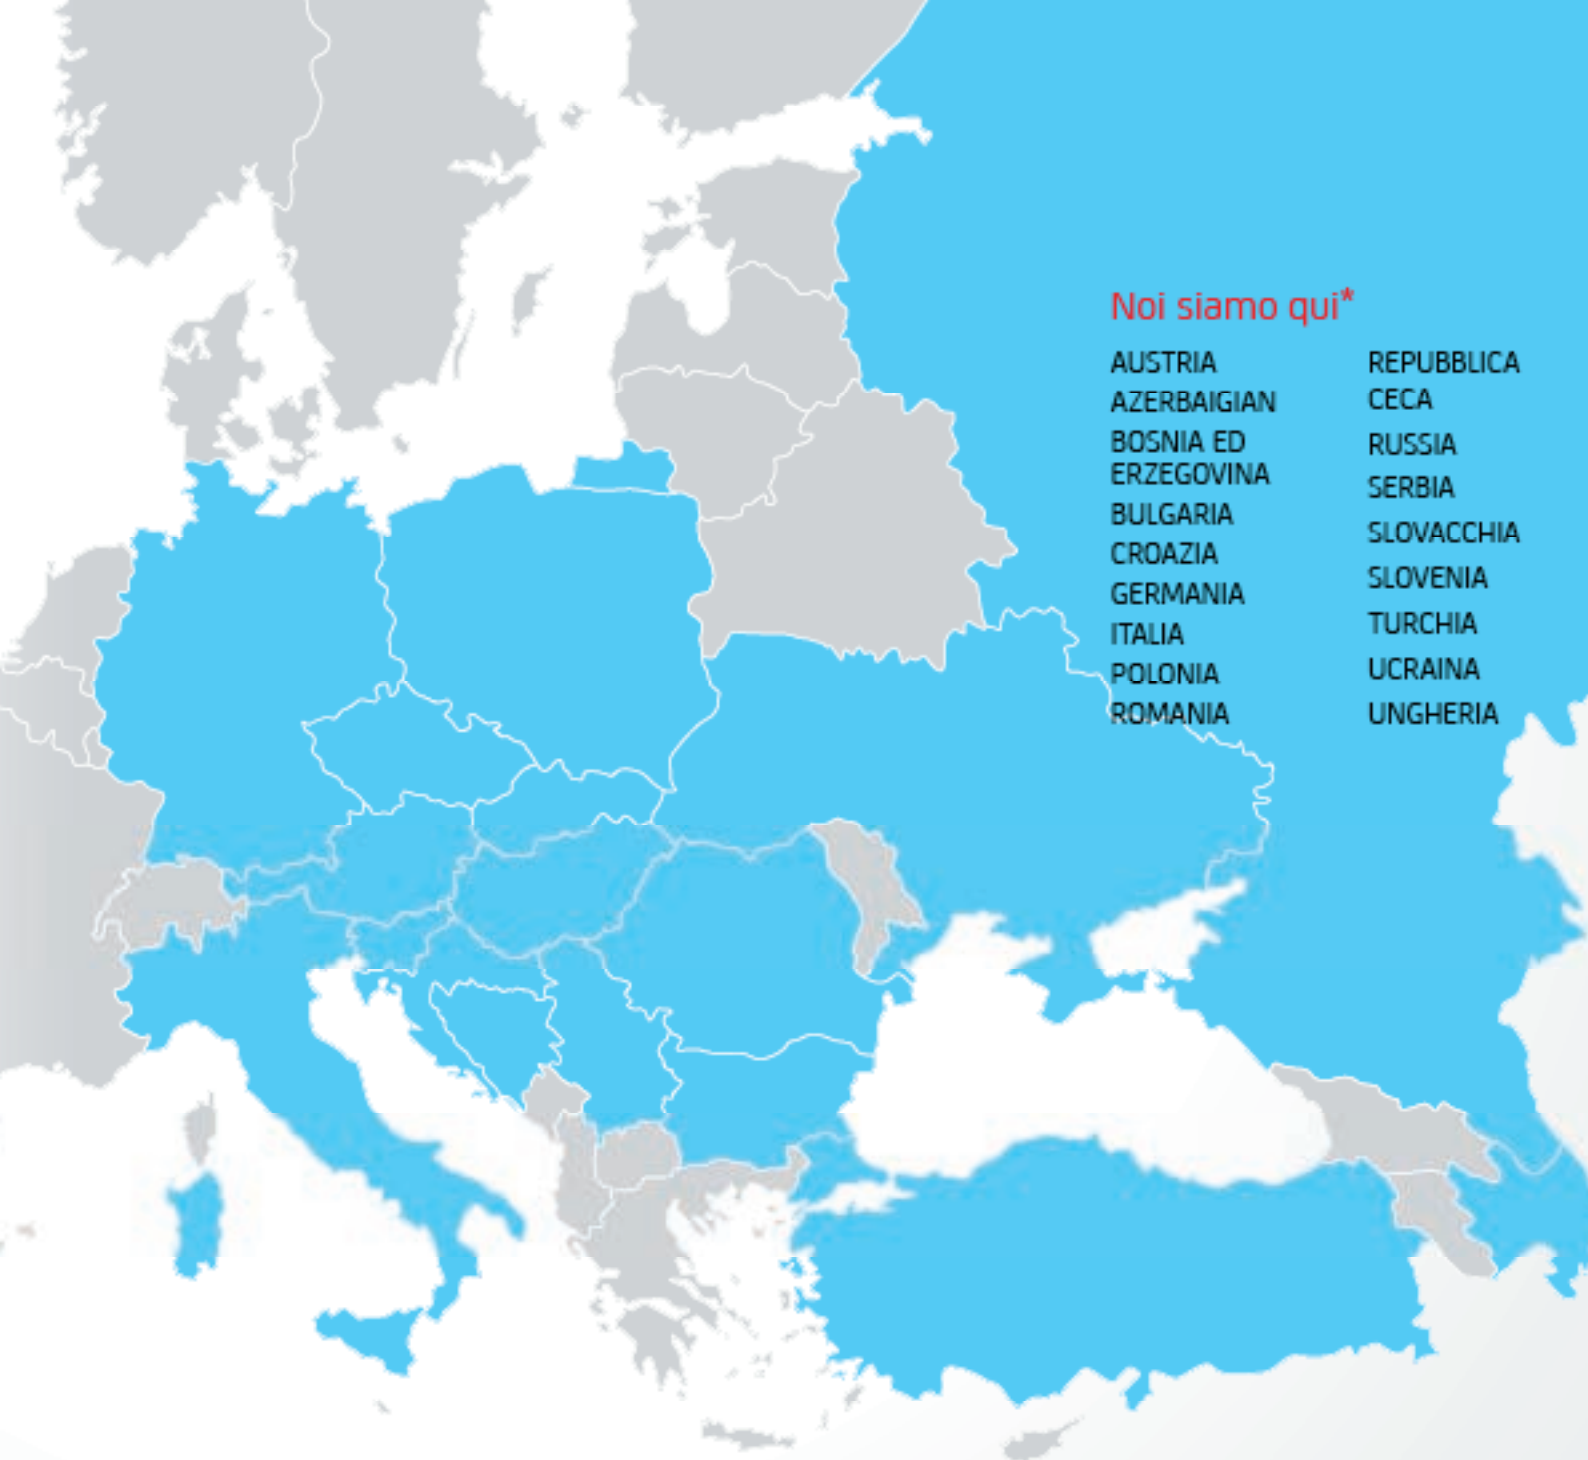 Noi siamo qui*
AUSTRIA
AZERBAIGIAN
BOSNIA ED
ERZEGOVINA
BULGARIA
CROAZIA
GERMANIA
ITALIA
POLONIA
ROMANIA
REPUBBLICA
CECA
RUSSIA
SERBIA
SLOVACCHIA
SLOVENIA
TURCHIA
UCRAINA
UNGHERIA